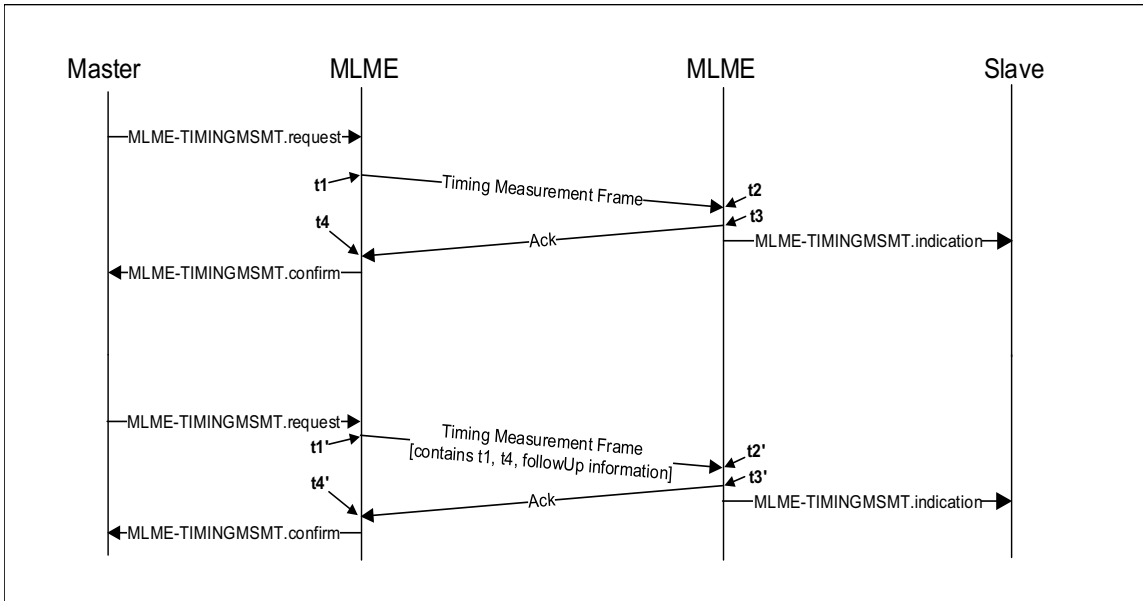 Master
MLME
MLME
Slave
MLME-TIMINGMSMT.request
t1
Timing Measurement Frame
t2
t3
t4
Ack
MLME-TIMINGMSMT.indication
MLME-TIMINGMSMT.confirm
MLME-TIMINGMSMT.request
t1'
Timing Measurement Frame
[contains t1, t4, followUp information]
t2'
t3'
t4'
Ack
MLME-TIMINGMSMT.indication
MLME-TIMINGMSMT.confirm